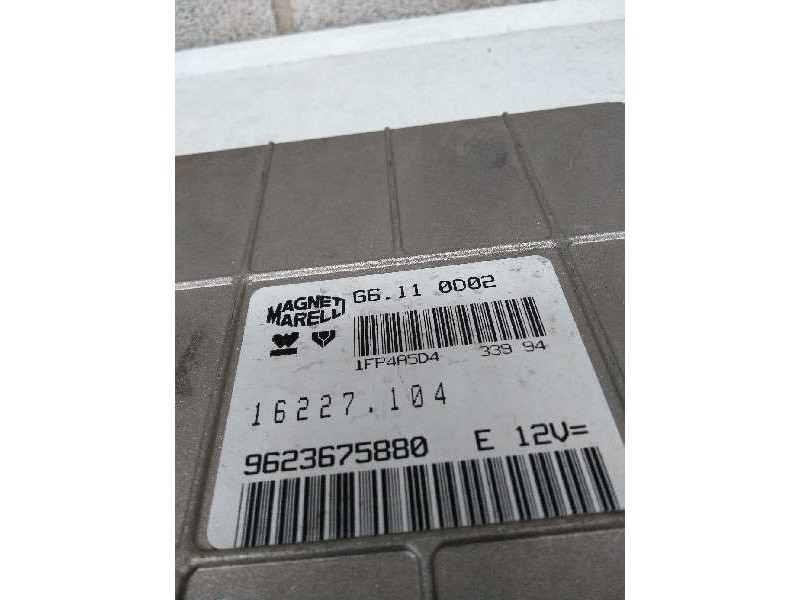 MAGNETI
MARELLI
G6.11 0D02
1FP4A5D4 339 94
16227.104
9623675880 E 12V=